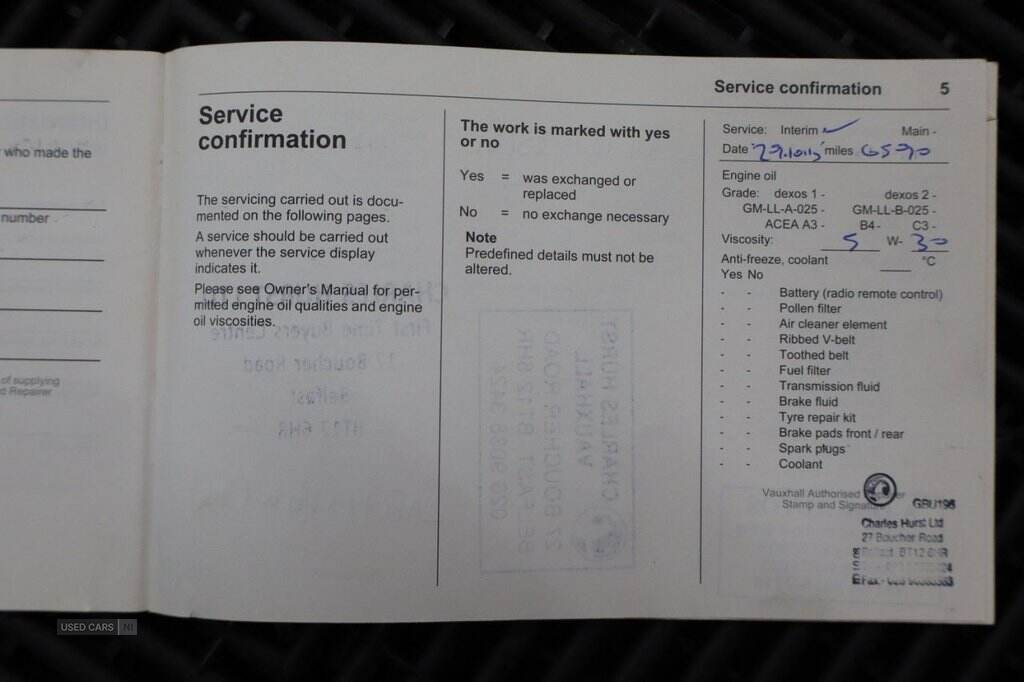 who made the
number
of supplying
d Repairer
Service confirmation 5
Service
confirmation
The servicing carried out is docu-
mented on the following pages.
A service should be carried out
whenever the service display
indicates it.
Please see Owner's Manual for per-
mitted engine oil qualities and engine
oil viscosities.
The work is marked with yes
or no
Yes = was exchanged or
replaced
No = no exchange necessary
Note
Predefined details must not be
altered.
Service: Interim ✓ Main -
Date miles 6590
Engine oil
Grade: dexos 1 - dexos 2 -
GM-LL-A-025 - GM-LL-B-025 -
ACEA A3 - B4 - C3 -
Viscosity: 5 W- 30
Anti-freeze, coolant °C
Yes No
- - Battery (radio remote control)
- - Pollen filter
- - Air cleaner element
- - Ribbed V-belt
- - Toothed belt
- - Fuel filter
- - Transmission fluid
- - Brake fluid
- - Tyre repair kit
- - Brake pads front / rear
- - Spark plugs
- - Coolant
Vauxhall Authorised
Stamp and Signature
GBU196
Charles Hurst Ltd
27 Boucher Road
Belfast BT12 6HR
USED CARS NI